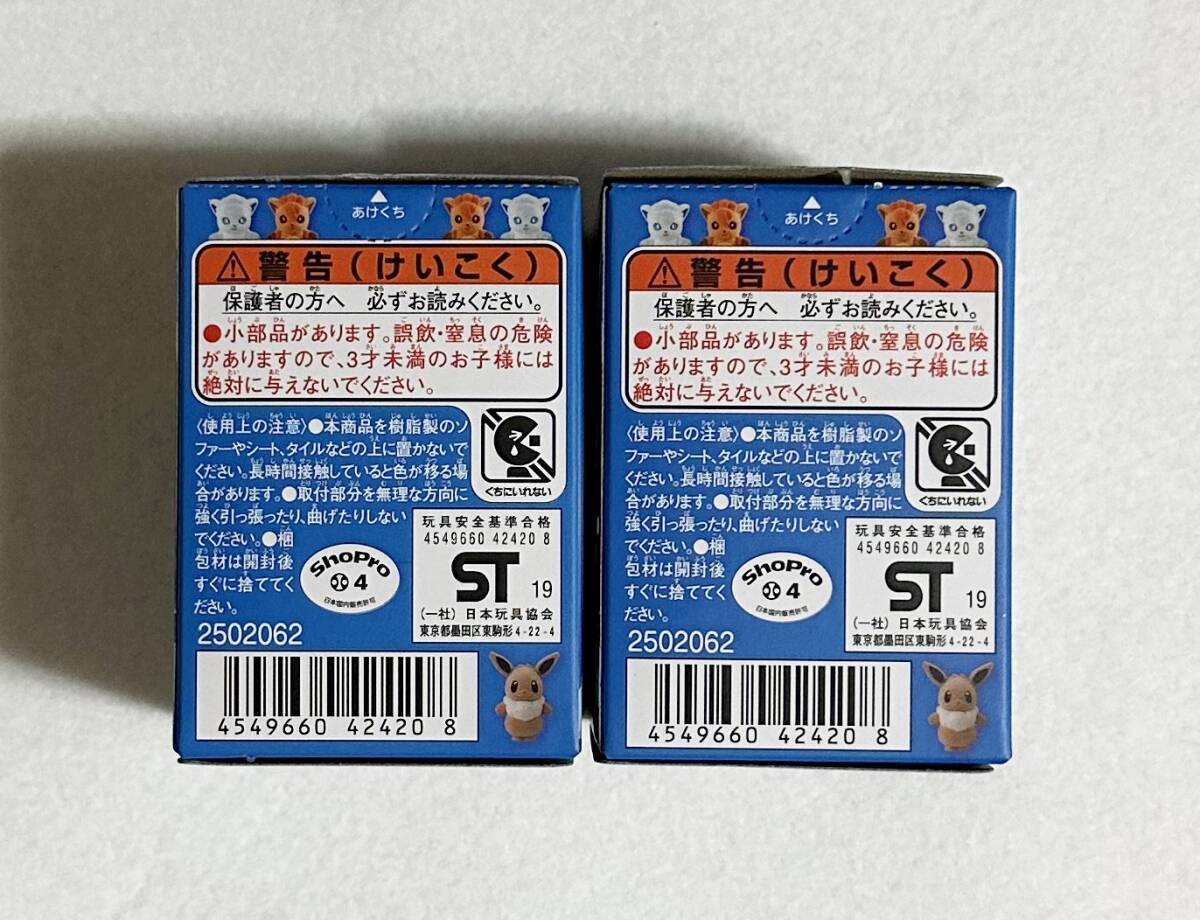 あけくち
警告(けいこく)
保護者の方へ 必ずお読みください。
●小部品があります。誤飲・窒息の危険
がありますので、3才未満のお子様には
絶対に与えないでください。
〈使用上の注意〉●本商品を樹脂製のソ
ファーやシート、タイルなどの上に置かないで
ください。長時間接触していると色が移る場
合があります。●取付部分を無理な方向に
強く引っ張ったり、曲げたりしない
でください。●梱
包材は開封後
すぐに捨ててく
ださい。
くちにいれない
ShoPro
4
日本国内販売許可
玩具安全基準合格
4549660 42420 8
ST 19
(一社)日本玩具協会
東京都墨田区東駒形4-22-4
2502062
4549660 42420 8
あけくち
警告(けいこく)
保護者の方へ 必ずお読みください。
●小部品があります。誤飲・窒息の危険
がありますので、3才未満のお子様には
絶対に与えないでください。
〈使用上の注意〉●本商品を樹脂製のソ
ファーやシート、タイルなどの上に置かないで
ください。長時間接触していると色が移る場
合があります。●取付部分を無理な方向に
強く引っ張ったり、曲げたりしない
でください。●梱
包材は開封後
すぐに捨ててく
ださい。
くちにいれない
ShoPro
4
日本国内販売許可
玩具安全基準合格
4549660 42420 8
ST 19
(一社)日本玩具協会
東京都墨田区東駒形4-22-4
2502062
4549660 42420 8